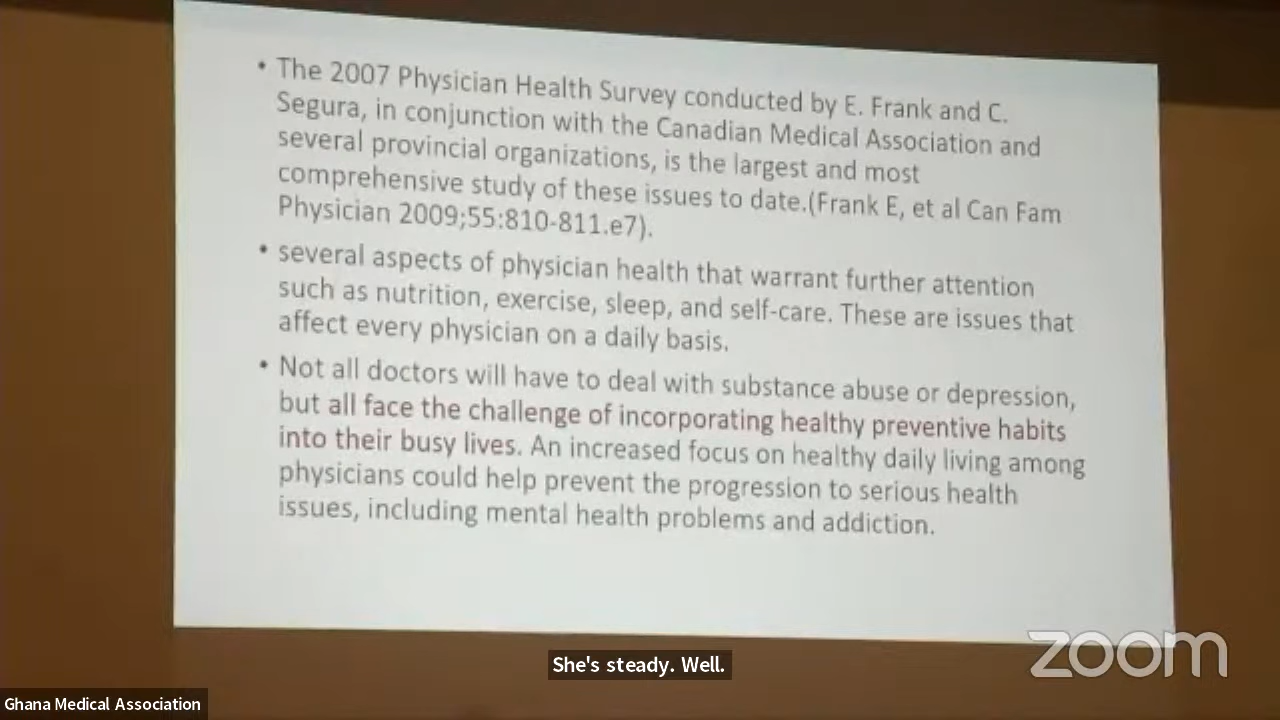 • The 2007 Physician Health Survey conducted by E. Frank and C.
Segura, in conjunction with the Canadian Medical Association and
several provincial organizations, is the largest and most
comprehensive study of these issues to date.(Frank E, et al Can Fam
Physician 2009;55:810-811.e7).
• several aspects of physician health that warrant further attention
such as nutrition, exercise, sleep, and self-care. These are issues that
affect every physician on a daily basis.
• Not all doctors will have to deal with substance abuse or depression,
but all face the challenge of incorporating healthy preventive habits
into their busy lives. An increased focus on healthy daily living among
physicians could help prevent the progression to serious health
issues, including mental health problems and addiction.
She's steady. Well.
zoom
Ghana Medical Association